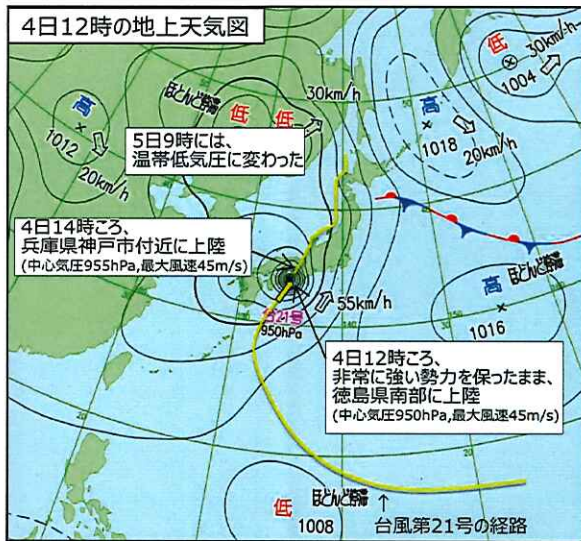 4日12時の地上天気図
低
30km/h
1004
ほとんど停滞
低
低
30km/h
高
1012
20km/h
高
1018
20km/h
5日9時には、
温帯低気圧に変わった
4日14時ころ、
兵庫県神戸市付近に上陸
(中心気圧955hPa,最大風速45m/s)
ほとんど停滞
高
1016
55km/h
台21号
950hPa
4日12時ころ、
非常に強い勢力を保ったまま、
徳島県南部に上陸
(中心気圧950hPa,最大風速45m/s)
低
1008
ほとんど停滞
台風第21号の経路